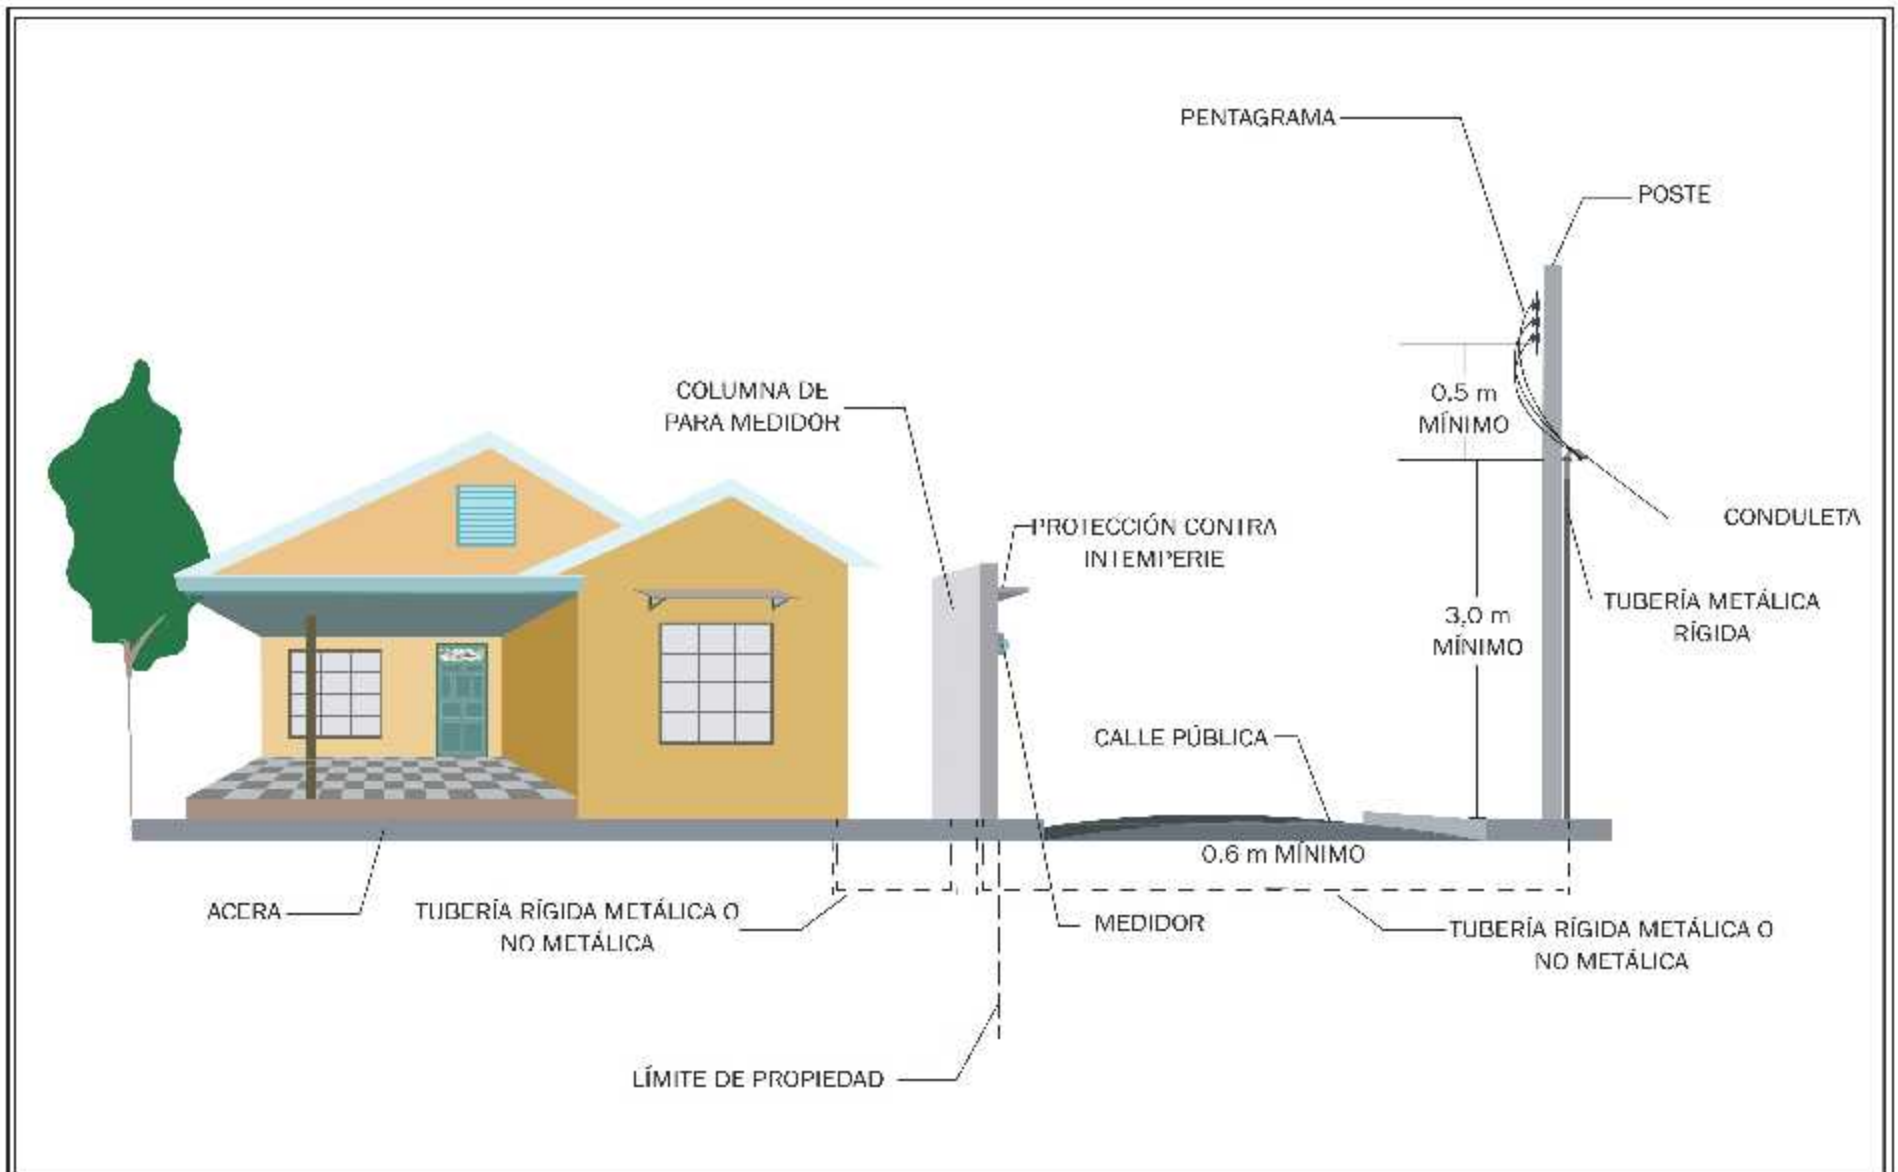 PENTAGRAMA
POSTE
COLUMNA DE
PARA MEDIDOR
0.5 m
MÍNIMO
PROTECCIÓN CONTRA
INTEMPERIE
CONDULETA
TUBERÍA METÁLICA
RÍGIDA
3,0 m
MÍNIMO
CALLE PÚBLICA
0.6 m MÍNIMO
ACERA
TUBERÍA RÍGIDA METÁLICA O
NO METÁLICA
MEDIDOR
TUBERÍA RÍGIDA METÁLICA O
NO METÁLICA
LÍMITE DE PROPIEDAD